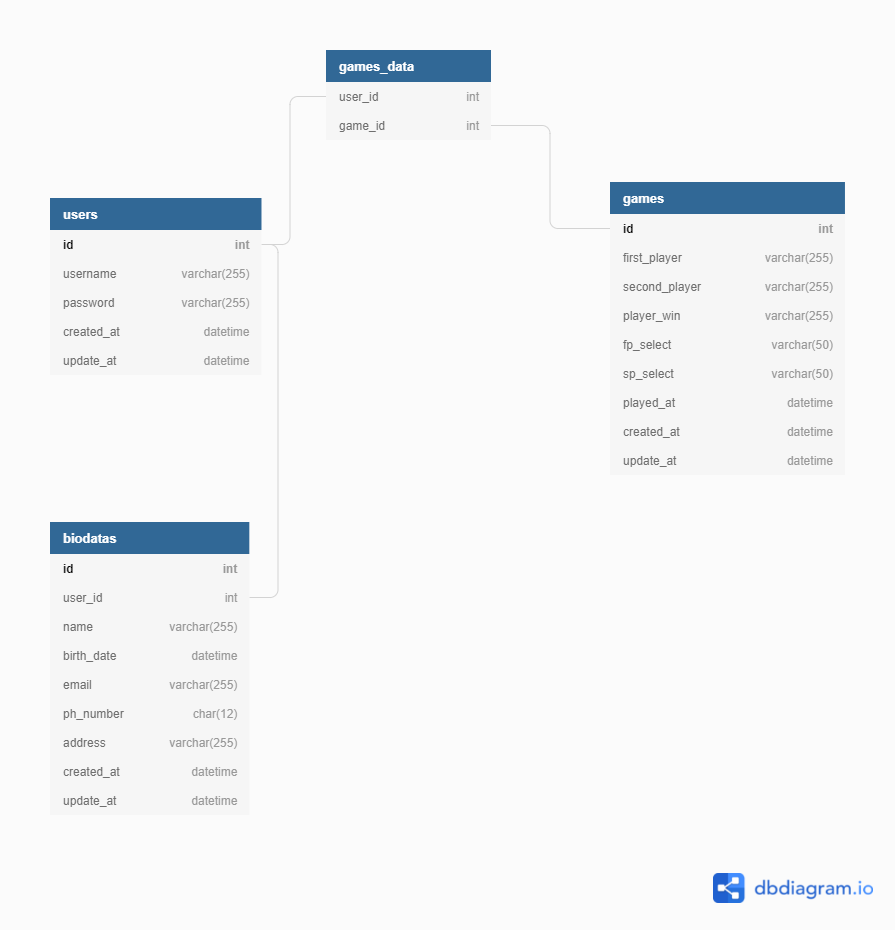 games_data
user_id int
game_id int
users
id int
username varchar(255)
password varchar(255)
created_at datetime
update_at datetime
games
id int
first_player varchar(255)
second_player varchar(255)
player_win varchar(255)
fp_select varchar(50)
sp_select varchar(50)
played_at datetime
created_at datetime
update_at datetime
biodatas
id int
user_id int
name varchar(255)
birth_date datetime
email varchar(255)
ph_number char(12)
address varchar(255)
created_at datetime
update_at datetime
dbdiagram.io